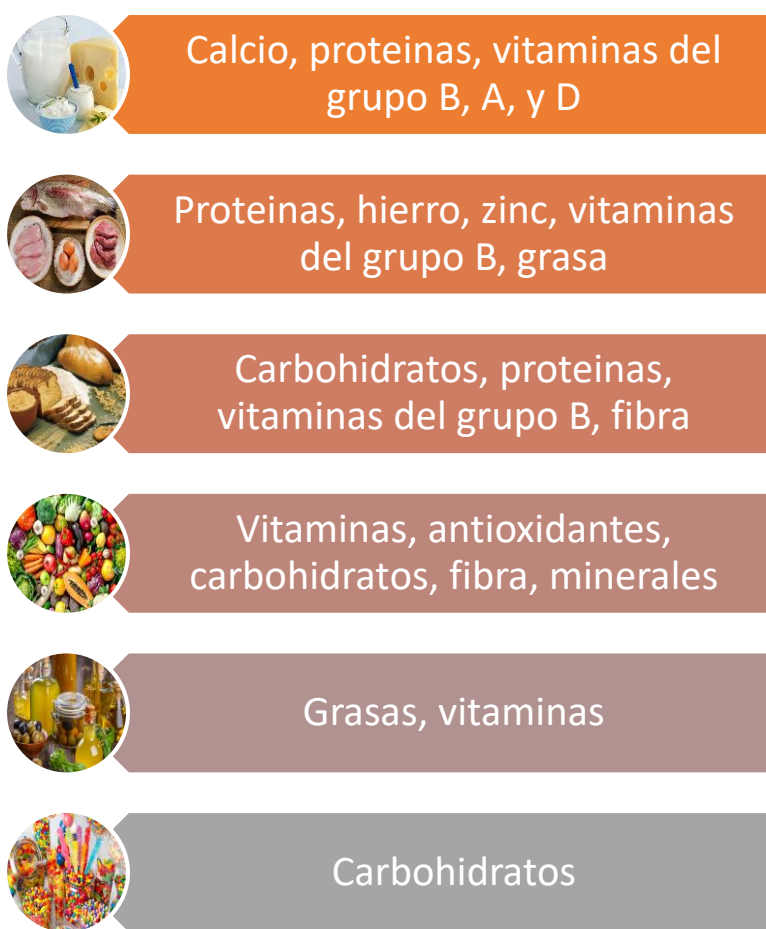 Calcio, proteinas, vitaminas del
grupo B, A, y D
Proteinas, hierro, zinc, vitaminas
del grupo B, grasa
Carbohidratos, proteinas,
vitaminas del grupo B, fibra
Vitaminas, antioxidantes,
carbohidratos, fibra, minerales
Grasas, vitaminas
Carbohidratos